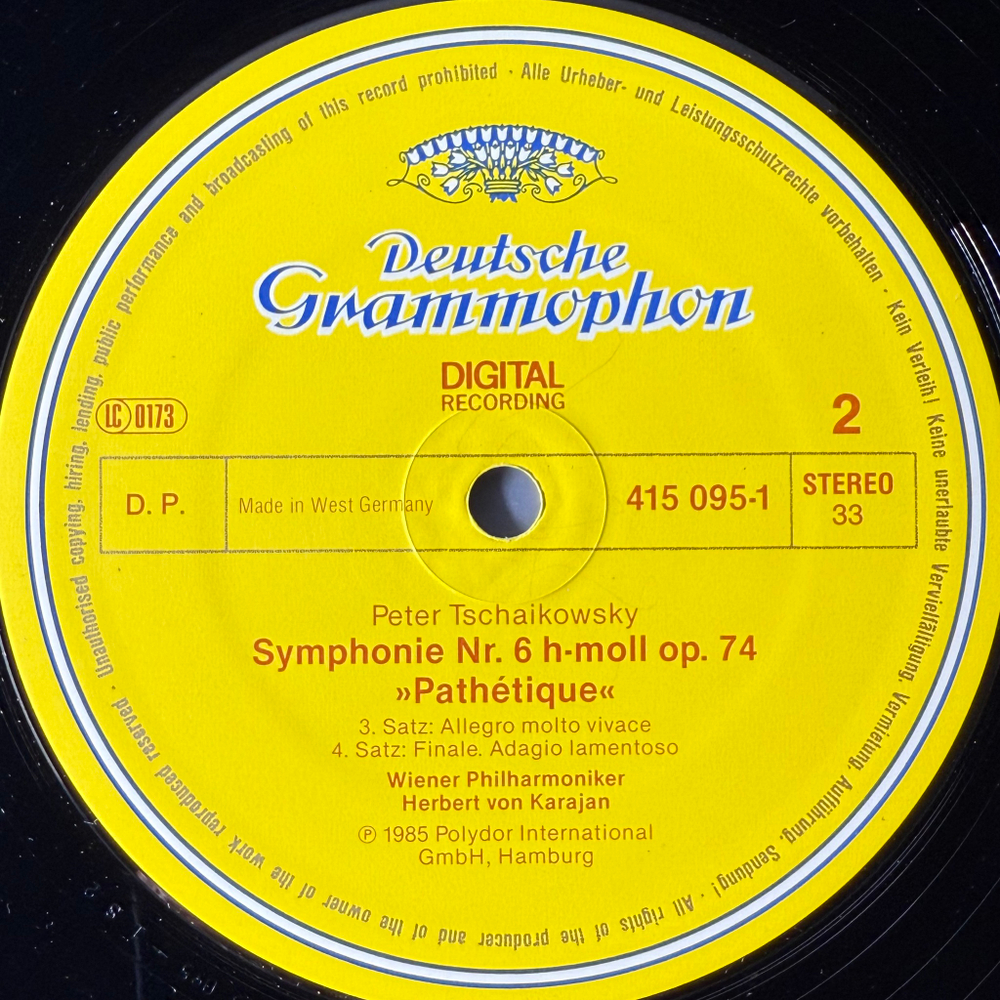 Deutsche
Grammophon
DIGITAL
RECORDING
LC 0173
2
D. P.
Made in West Germany
415 095-1
STEREO
33
Peter Tschaikowsky
Symphonie Nr. 6 h-moll op. 74
»Pathétique«
3. Satz: Allegro molto vivace
4. Satz: Finale. Adagio lamentoso
Wiener Philharmoniker
Herbert von Karajan
℗ 1985 Polydor International
GmbH, Hamburg
Alle Urheber- und Leistungsschutzrechte vorbehalten · Kein Verleih! Keine unerlaubte Vervielfältigung, Vermietung, Aufführung, Sendung! · All rights of the producer and of the owner of the work reproduced reserved · Unauthorised copying, hiring, lending, public performance and broadcasting of this record prohibited ·